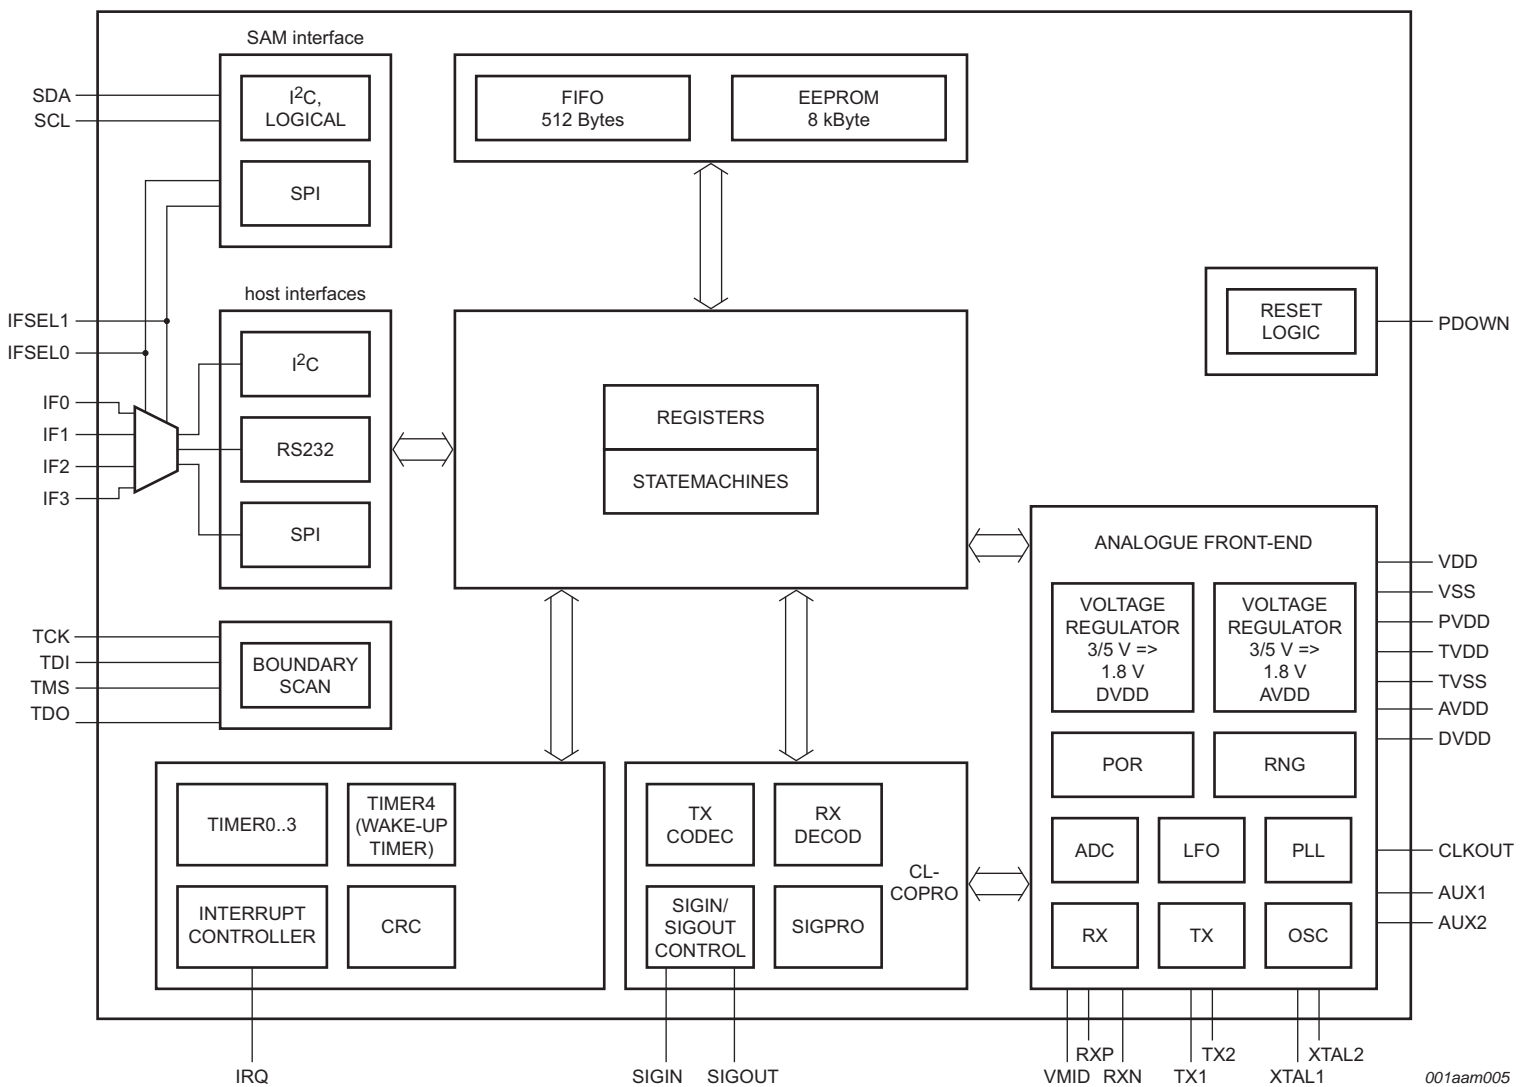 SAM interface
SDA
SCL
I2C,
LOGICAL
SPI
FIFO
512 Bytes
EEPROM
8 kByte
host interfaces
IFSEL1
IFSEL0
IF0
IF1
IF2
IF3
I2C
RS232
SPI
REGISTERS
STATEMACHINES
RESET
LOGIC
PDOWN
TCK
TDI
TMS
TDO
BOUNDARY
SCAN
ANALOGUE FRONT-END
VOLTAGE
REGULATOR
3/5 V =>
1.8 V
DVDD
VOLTAGE
REGULATOR
3/5 V =>
1.8 V
AVDD
POR
RNG
ADC
LFO
PLL
RX
TX
OSC
VDD
VSS
PVDD
TVDD
TVSS
AVDD
DVDD
CLKOUT
AUX1
AUX2
TIMER0..3
TIMER4
(WAKE-UP
TIMER)
INTERRUPT
CONTROLLER
CRC
TX
CODEC
RX
DECOD
CL-
COPRO
SIGIN/
SIGOUT
CONTROL
SIGPRO
IRQ
SIGIN
SIGOUT
VMID
RXP
RXN
TX1
TX2
XTAL1
XTAL2
001aam005